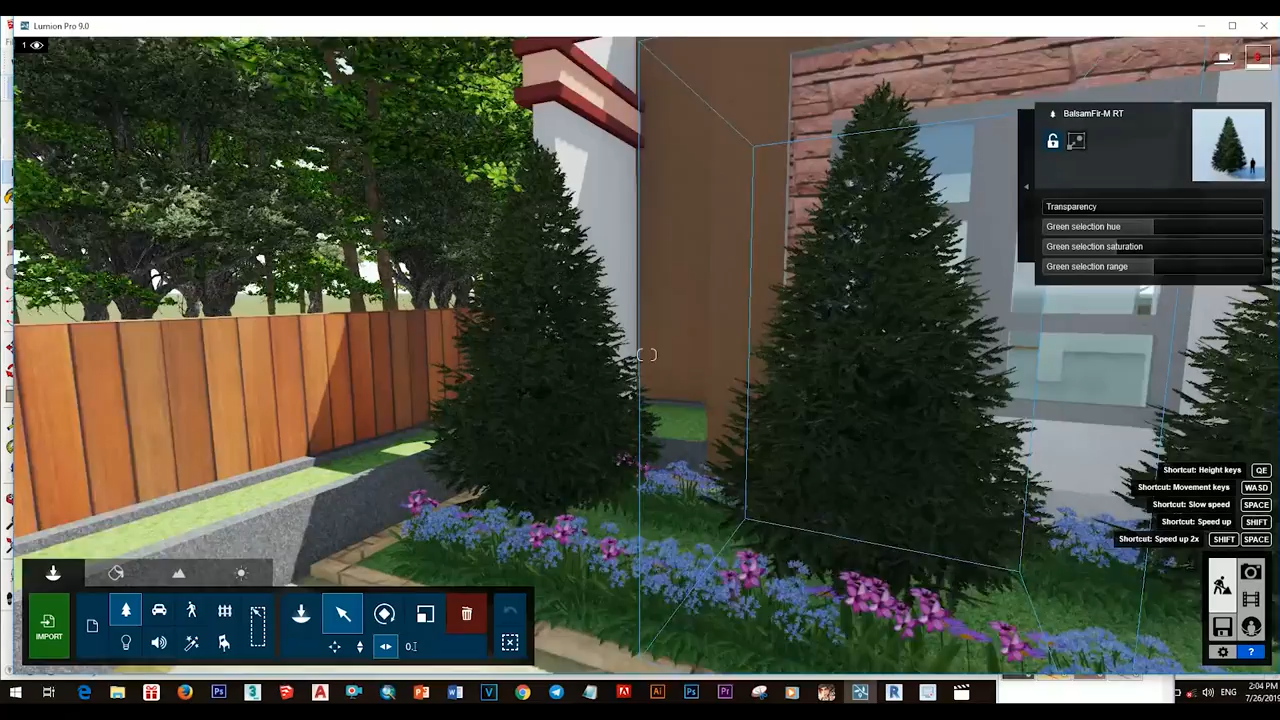 Lumion Pro 9.0
1
BalsamFir-M RT
Transparency
Green selection hue
Green selection saturation
Green selection range
Shortcut: Height keys QE
Shortcut: Movement keys WASD
Shortcut: Slow speed SPACE
Shortcut: Speed up SHIFT
Shortcut: Speed up 2x SHIFT SPACE
IMPORT
0.
?
ENG
2:04 PM
7/26/2019